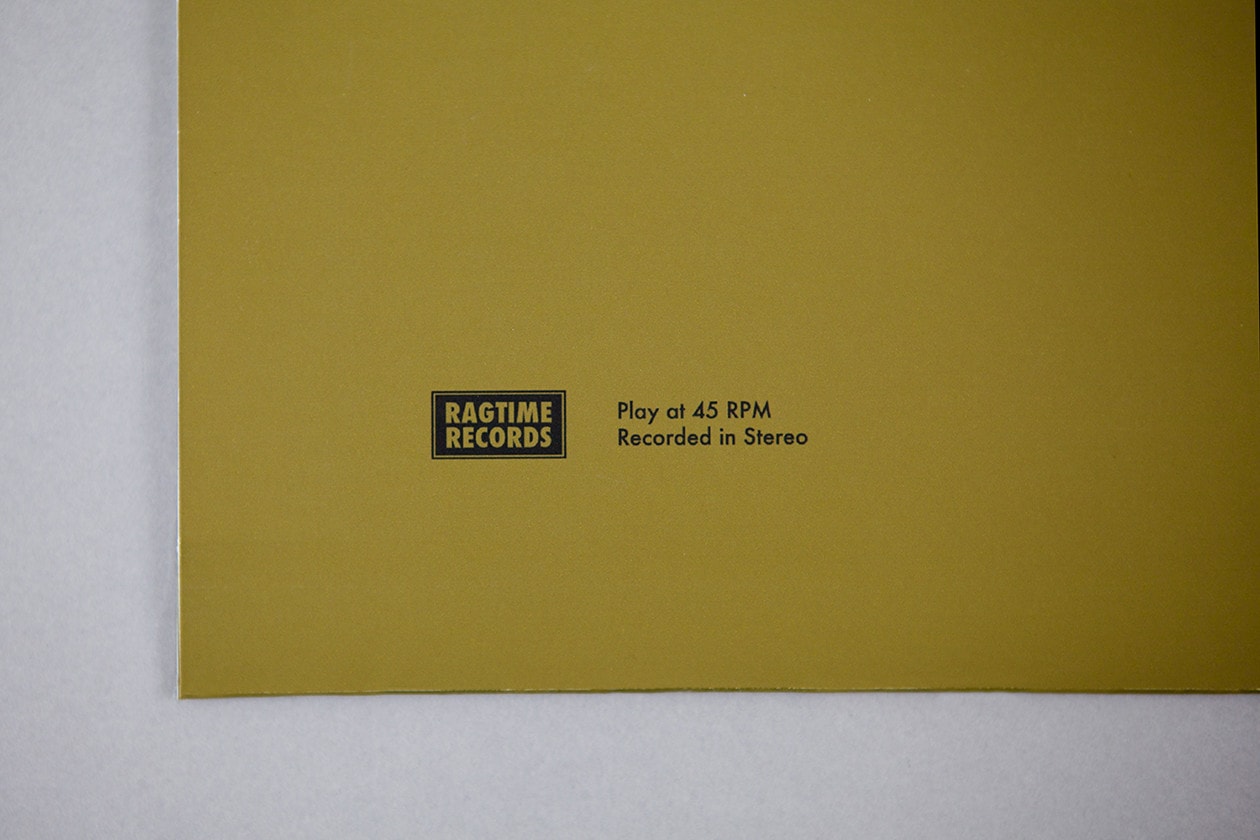 RAGTIME
RECORDS
Play at 45 RPM
Recorded in Stereo